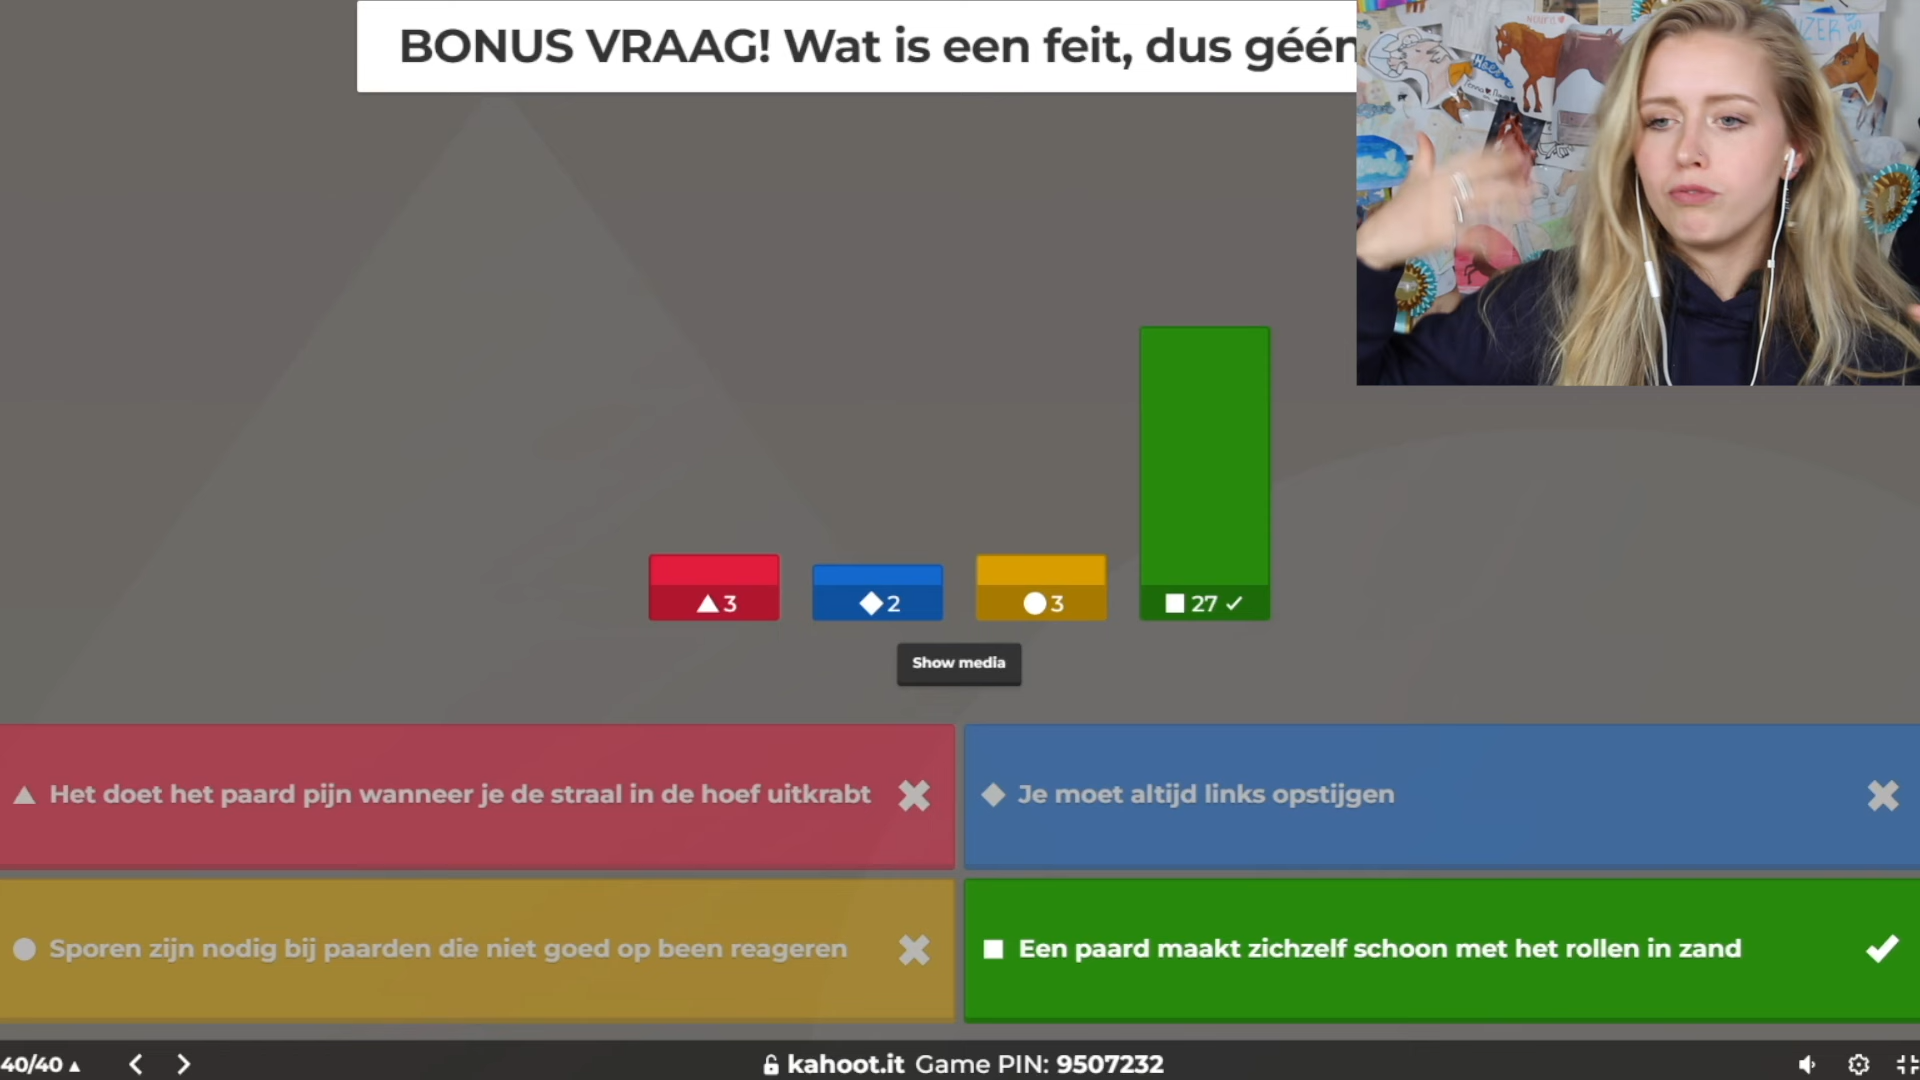 BONUS VRAAG! Wat is een feit, dus géén
3
2
3
27
Show media
Het doet het paard pijn wanneer je de straal in de hoef uitkrabt
Je moet altijd links opstijgen
Sporen zijn nodig bij paarden die niet goed op been reageren
Een paard maakt zichzelf schoon met het rollen in zand
40/40
kahoot.it Game PIN: 9507232